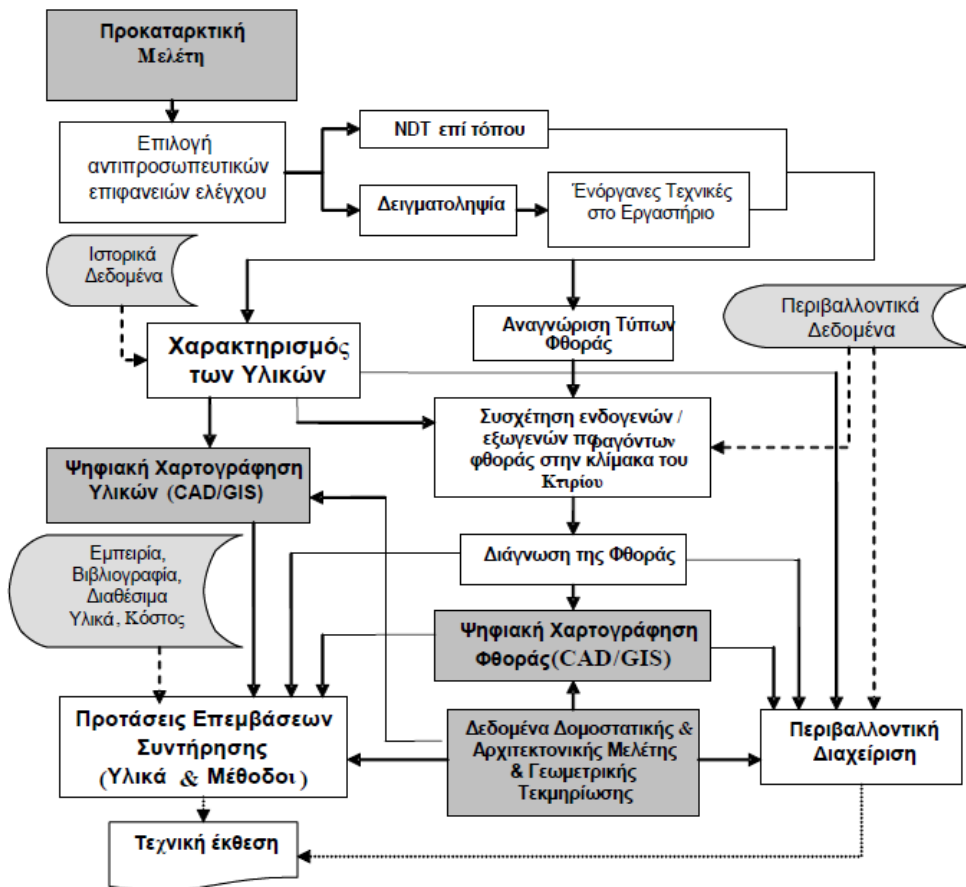 Προκαταρκτική
Μελέτη
Επιλογή
αντιπροσωπευτικών
επιφανειών ελέγχου
NDT επί τόπου
Δειγματοληψία
Ένόργανες Τεχνικές
στο Εργαστήριο
Ιστορικά
Δεδομένα
Περιβαλλοντικά
Δεδομένα
Αναγνώριση Τύπων
Φθοράς
Χαρακτηρισμός
των Υλικών
Συσχέτιση ενδογενών /
εξωγενών παραγόντων
φθοράς στην κλίμακα του
Κτιρίου
Ψηφιακή Χαρτογράφηση
Υλικών (CAD/GIS)
Εμπειρία,
Βιβλιογραφία,
Διαθέσιμα
Υλικά, Κόστος
Διάγνωση της Φθοράς
Ψηφιακή Χαρτογράφηση
Φθοράς(CAD/GIS)
Προτάσεις Επεμβάσεων
Συντήρησης
(Υλικά & Μέθοδοι)
Δεδομένα Δομοστατικής &
Αρχιτεκτονικής Μελέτης
& Γεωμετρικής
Τεκμηρίωσης
Περιβαλλοντική
Διαχείριση
Τεχνική έκθεση